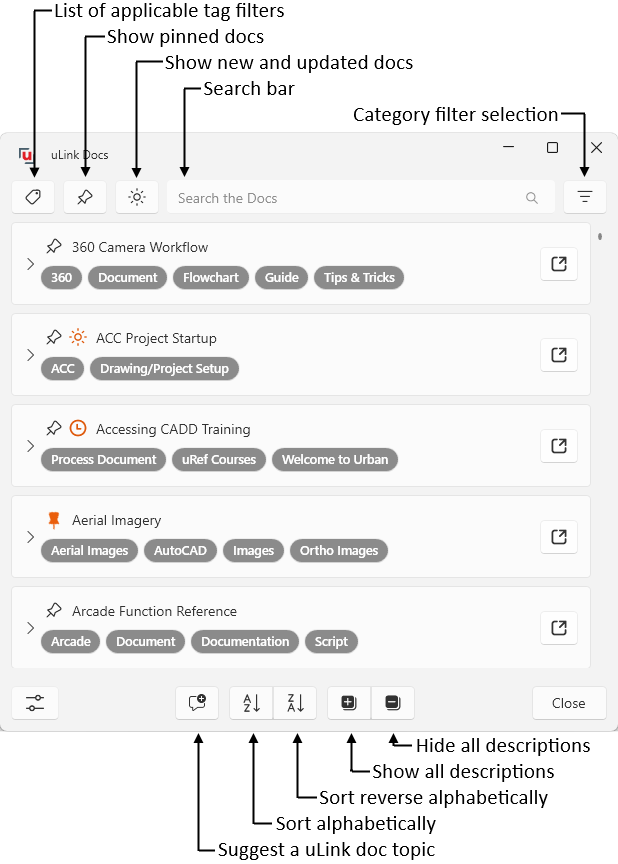 List of applicable tag filters
Show pinned docs
Show new and updated docs
Search bar
Category filter selection
u uLink Docs
Search the Docs
360 Camera Workflow
360 Document Flowchart Guide Tips & Tricks
ACC Project Startup
ACC Drawing/Project Setup
Accessing CADD Training
Process Document uRef Courses Welcome to Urban
Aerial Imagery
Aerial Images AutoCAD Images Ortho Images
Arcade Function Reference
Arcade Document Documentation Script
A Z Z A Close
Hide all descriptions
Show all descriptions
Sort reverse alphabetically
Sort alphabetically
Suggest a uLink doc topic